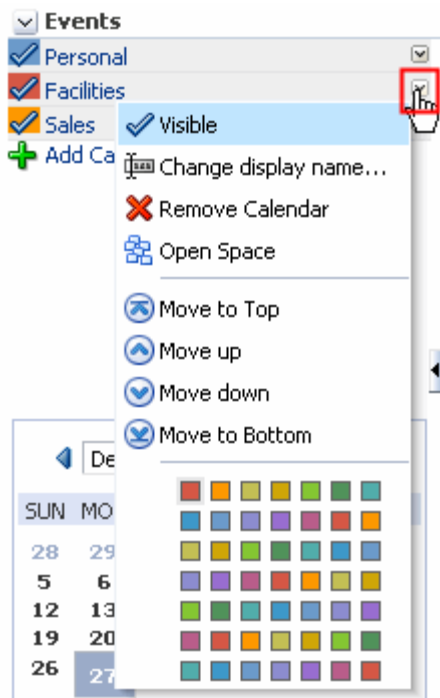 Events
Personal
Facilities
Sales
Add Ca
Visible
Change display name...
Remove Calendar
Open Space
Move to Top
Move up
Move down
Move to Bottom
De
SUN MO
28 29
5 6
12 13
19 20
26 27